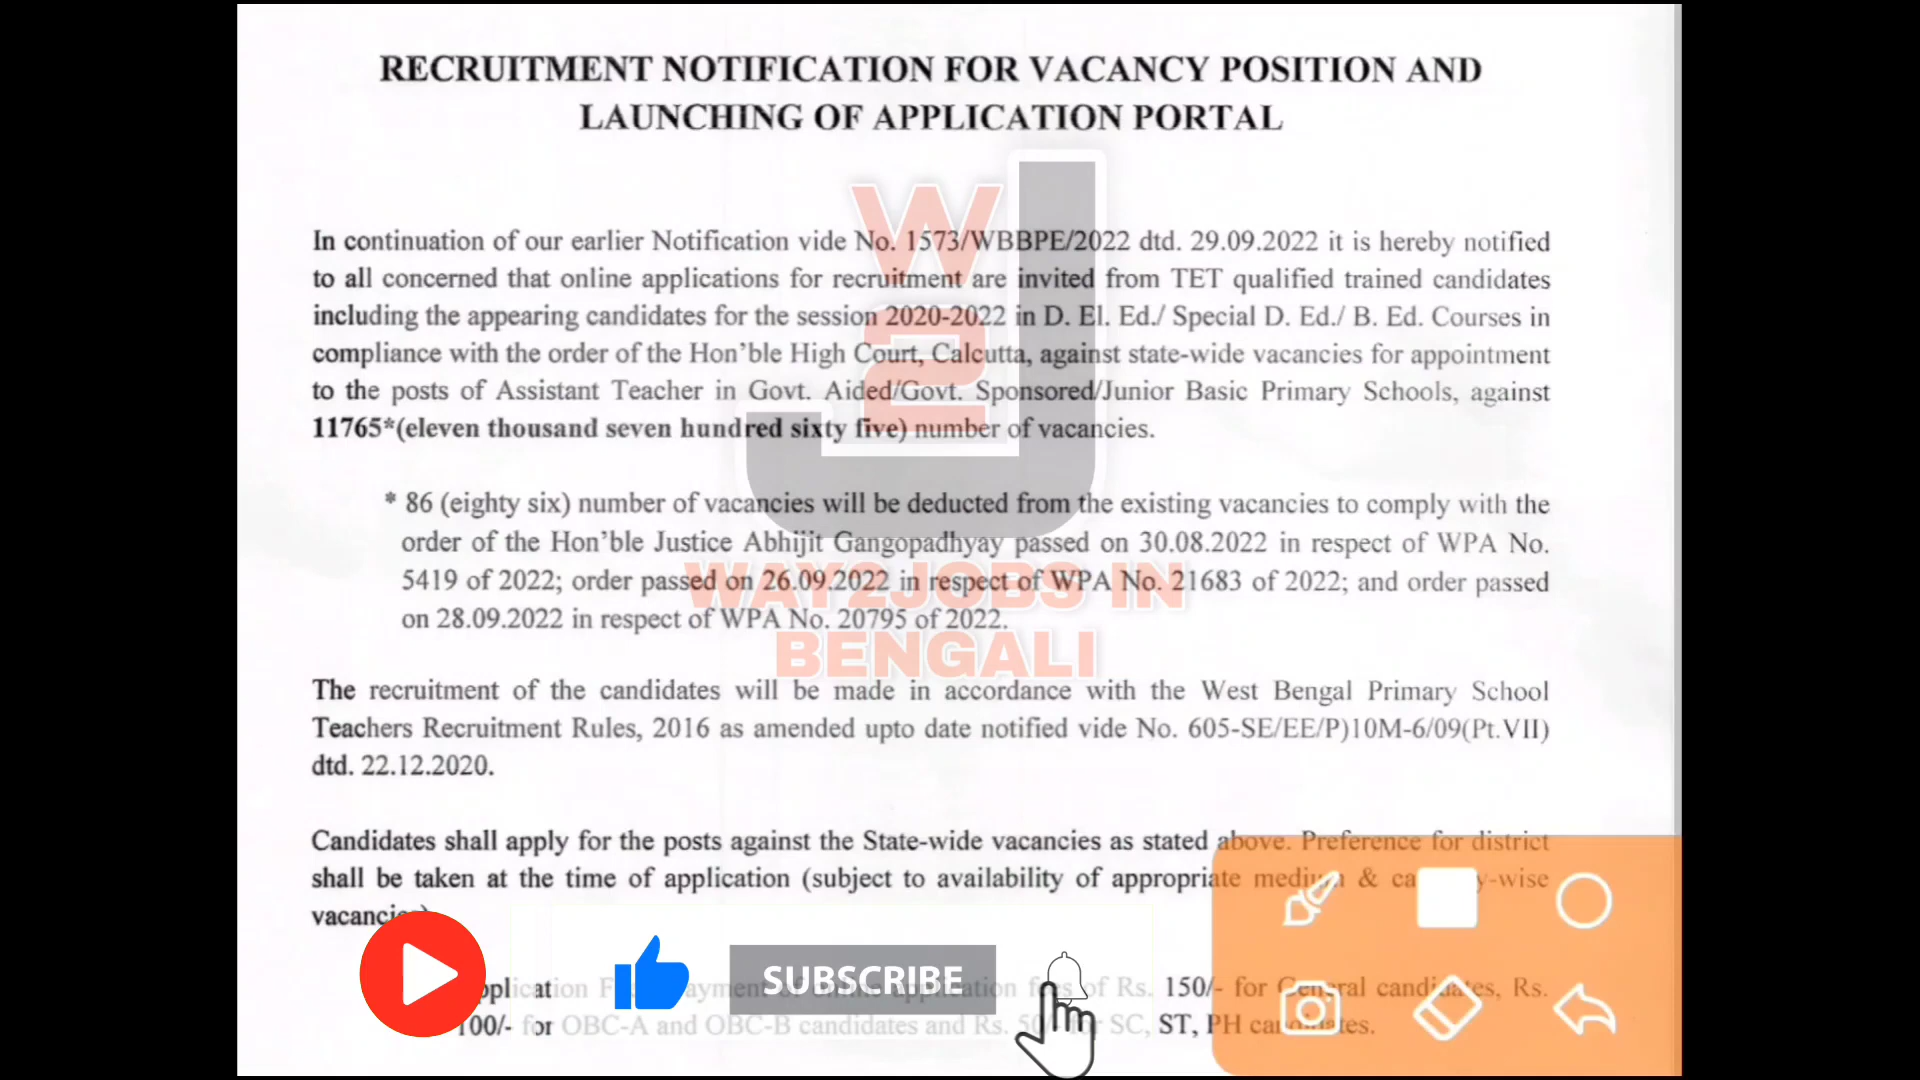 RECRUITMENT NOTIFICATION FOR VACANCY POSITION AND
LAUNCHING OF APPLICATION PORTAL
In continuation of our earlier Notification vide No. 1573/WBBPE/2022 dtd. 29.09.2022 it is hereby notified
to all concerned that online applications for recruitment are invited from TET qualified trained candidates
including the appearing candidates for the session 2020-2022 in D. El. Ed./ Special D. Ed./ B. Ed. Courses in
compliance with the order of the Hon’ble High Court, Calcutta, against state-wide vacancies for appointment
to the posts of Assistant Teacher in Govt. Aided/Govt. Sponsored/Junior Basic Primary Schools, against
11765*(eleven thousand seven hundred sixty five) number of vacancies.
* 86 (eighty six) number of vacancies will be deducted from the existing vacancies to comply with the
order of the Hon’ble Justice Abhijit Gangopadhyay passed on 30.08.2022 in respect of WPA No.
5419 of 2022; order passed on 26.09.2022 in respect of WPA No. 21683 of 2022; and order passed
on 28.09.2022 in respect of WPA No. 20795 of 2022.
W2J
WAY2JOBS IN
BENGALI
The recruitment of the candidates will be made in accordance with the West Bengal Primary School
Teachers Recruitment Rules, 2016 as amended upto date notified vide No. 605-SE/EE/P)10M-6/09(Pt.VII)
dtd. 22.12.2020.
Candidates shall apply for the posts against the State-wide vacancies as stated above. Preference for district
shall be taken at the time of application (subject to availability of appropriate medium & -wise
vacancies)
application fees of Rs. 150/- for General candidates, Rs.
100/- for OBC-A and OBC-B candidates and Rs. 50/- for SC, ST, PH candidates.
SUBSCRIBE